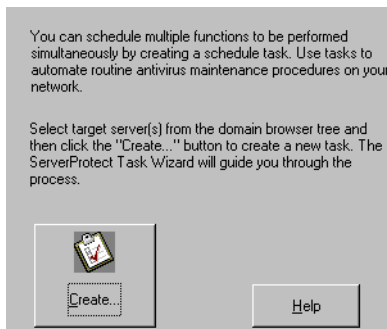 You can schedule multiple functions to be performed
simultaneously by creating a schedule task. Use tasks to
automate routine antivirus maintenance procedures on your
network.
Select target server(s) from the domain browser tree and
then click the "Create..." button to create a new task. The
ServerProtect Task Wizard will guide you through the
process.
Create...
Help